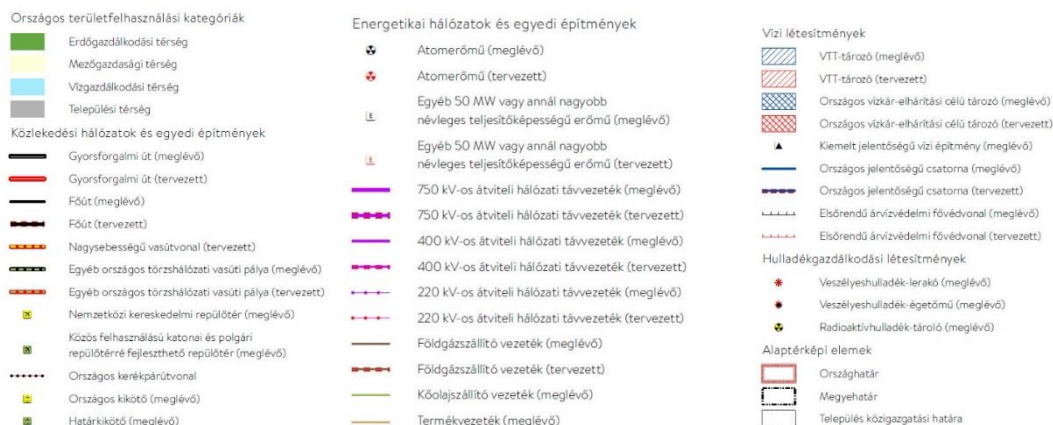 Országos területfelhasználási kategóriák
Erdőgazdálkodási térség
Mezőgazdasági térség
Vízgazdálkodási térség
Települési térség
Közlekedési hálózatok és egyedi építmények
Gyorsforgalmi út (meglévő)
Gyorsforgalmi út (tervezett)
Főút (meglévő)
Főút (tervezett)
Nagysebességű vasútvonal (tervezett)
Egyéb országos törzshálózati vasúti pálya (meglévő)
Egyéb országos törzshálózati vasúti pálya (tervezett)
Nemzetközi kereskedelmi repülőtér (meglévő)
Közös felhasználású katonai és polgári
repülőtérré fejleszthető repülőtér (meglévő)
Országos kerékpárútvonal
Országos kikötő (meglévő)
Határkikötő (meglévő)
Energetikai hálózatok és egyedi építmények
Atomerőmű (meglévő)
Atomerőmű (tervezett)
Egyéb 50 MW vagy annál nagyobb
névleges teljesítőképességű erőmű (meglévő)
Egyéb 50 MW vagy annál nagyobb
névleges teljesítőképességű erőmű (tervezett)
750 kV-os átviteli hálózati távvezeték (meglévő)
750 kV-os átviteli hálózati távvezeték (tervezett)
400 kV-os átviteli hálózati távvezeték (meglévő)
400 kV-os átviteli hálózati távvezeték (tervezett)
220 kV-os átviteli hálózati távvezeték (meglévő)
220 kV-os átviteli hálózati távvezeték (tervezett)
Földgázszállító vezeték (meglévő)
Földgázszállító vezeték (tervezett)
Kőolajszállító vezeték (meglévő)
Termékvezeték (meglévő)
Vízi létesítmények
VTT-tározó (meglévő)
VTT-tározó (tervezett)
Országos vízkár-elhárítási célú tározó (meglévő)
Országos vízkár-elhárítási célú tározó (tervezett)
Kiemelt jelentőségű vízi építmény (meglévő)
Országos jelentőségű csatorna (meglévő)
Országos jelentőségű csatorna (tervezett)
Elsőrendű árvízvédelmi fővédvonal (meglévő)
Elsőrendű árvízvédelmi fővédvonal (tervezett)
Hulladékgazdálkodási létesítmények
Veszélyeshulladék-lerakó (meglévő)
Veszélyeshulladék-égetőmű (meglévő)
Radioaktívhulladék-tároló (meglévő)
Alaptérképi elemek
Országhatár
Megyehatár
Település közigazgatási határa